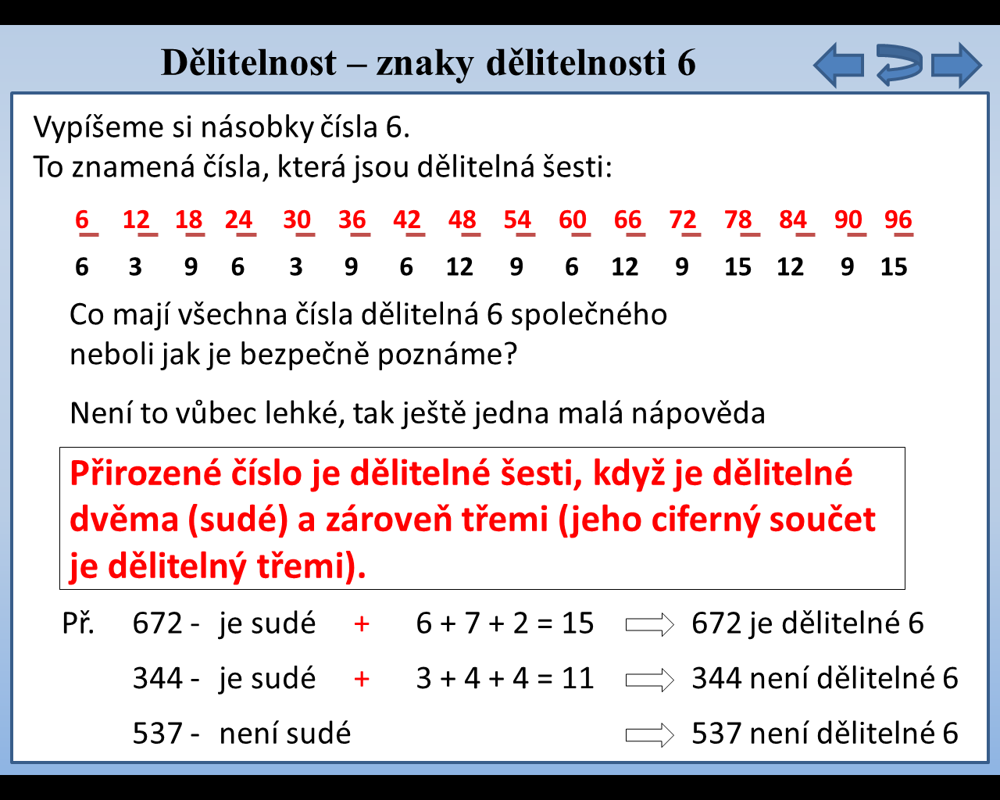 Dělitelnost – znaky dělitelnosti 6
Vypíšeme si násobky čísla 6.
To znamená čísla, která jsou dělitelná šesti:
6 12 18 24 30 36 42 48 54 60 66 72 78 84 90 96
6 3 9 6 3 9 6 12 9 6 12 9 15 12 9 15
Co mají všechna čísla dělitelná 6 společného
neboli jak je bezpečně poznáme?
Není to vůbec lehké, tak ještě jedna malá nápověda
Přirozené číslo je dělitelné šesti, když je dělitelné
dvěma (sudé) a zároveň třemi (jeho ciferný součet
je dělitelný třemi).
Př. 672 - je sudé + 6 + 7 + 2 = 15 672 je dělitelné 6
344 - je sudé + 3 + 4 + 4 = 11 344 není dělitelné 6
537 - není sudé 537 není dělitelné 6